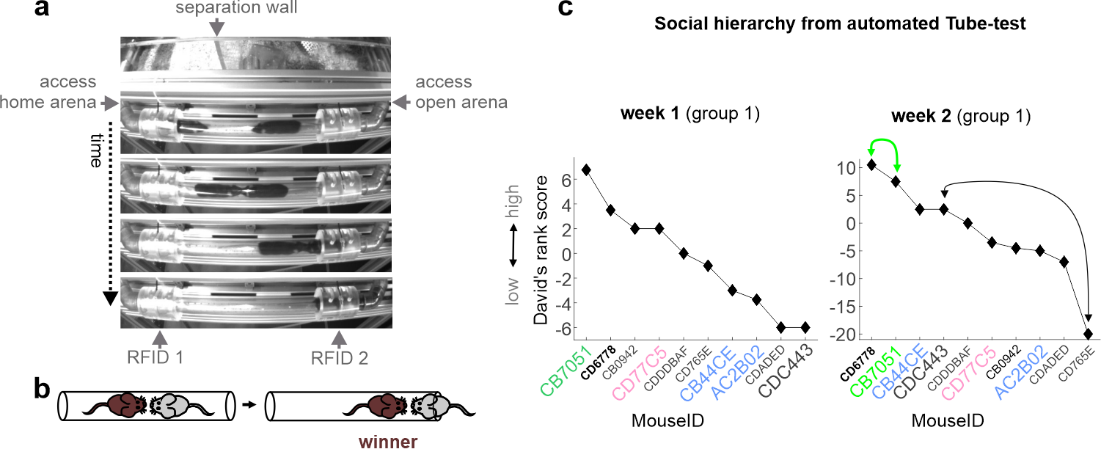 a
separation wall
access
home arena
access
open arena
time
RFID 1
RFID 2
b
winner
c
Social hierarchy from automated Tube-test
week 1 (group 1)
high
low
David's rank score
6
4
2
0
-2
-4
-6
CB7051
CD6778
CB0942
CD77C5
CDDDBAF
CD765E
CB44CE
AC2B02
CDADED
CDC443
MouseID
week 2 (group 1)
10
5
0
-5
-10
-15
-20
CD6778
CB7051
CB44CE
CDC443
CDDDBAF
CD77C5
CB0942
AC2B02
CDADED
CD765E
MouseID